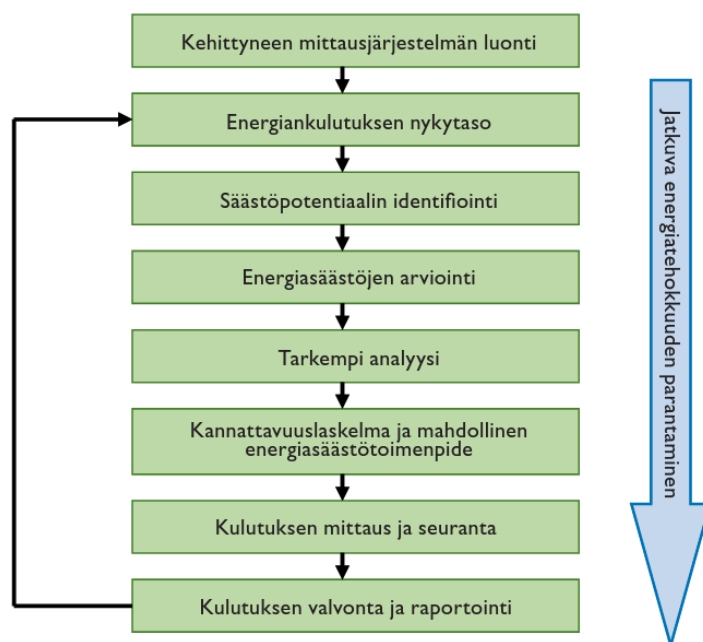 Kehittyneen mittausjärjestelmän luonti
Energiankulutuksen nykytaso
Säästöpotentiaalin identifiointi
Energiasäästöjen arviointi
Tarkempi analyysi
Kannattavuuslaskelma ja mahdollinen
energiasäästötoimenpide
Kulutuksen mittaus ja seuranta
Kulutuksen valvonta ja raportointi
Jatkuva energiatehokkuuden parantaminen